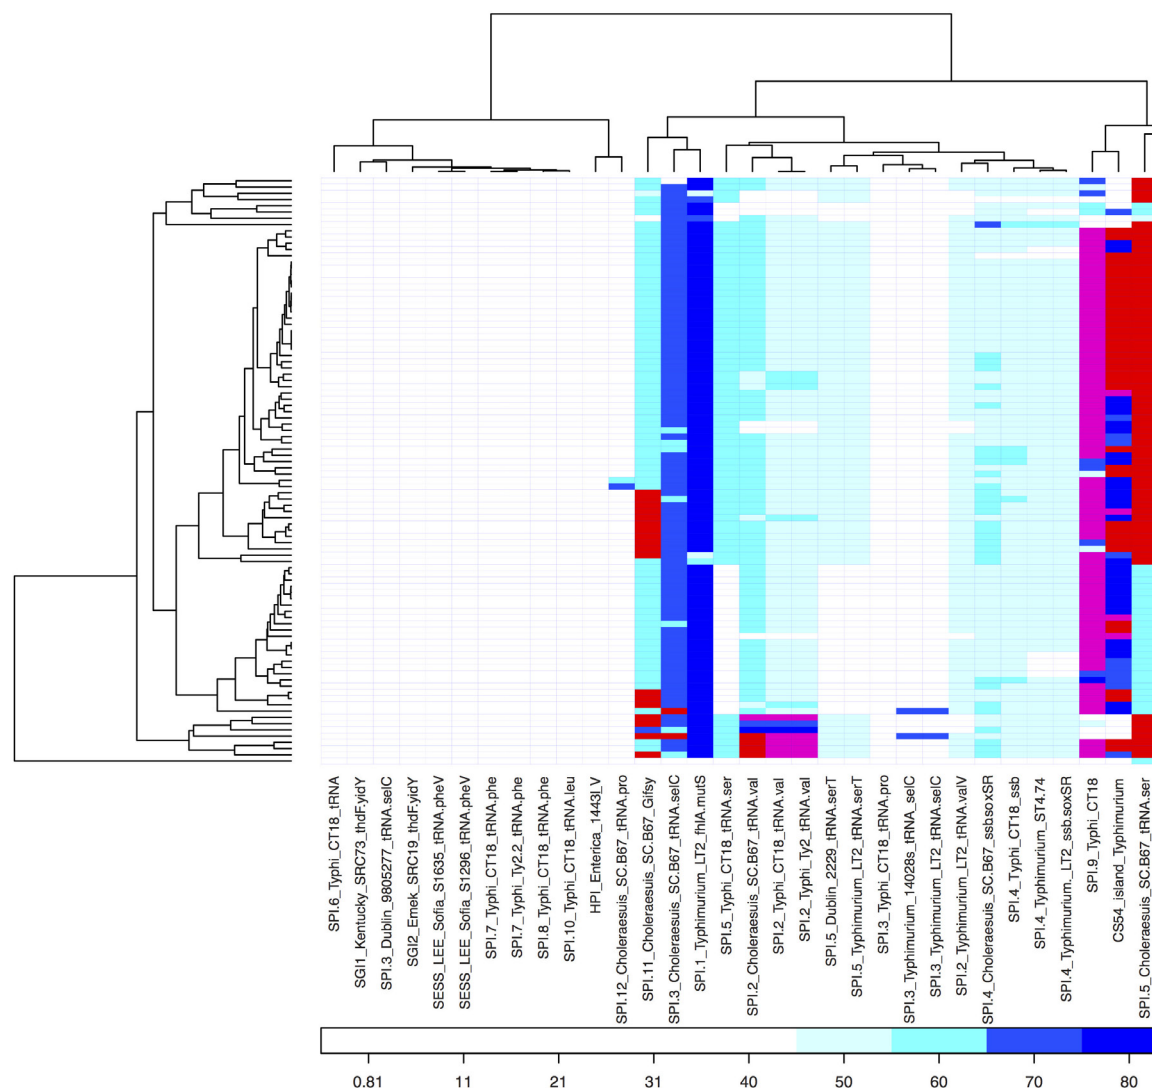 SPI.6_Typhi_CT18_tRNA
SGI1_Kentucky_SRC73_thdF.yidY
SPI.3_Dublin_9805277_tRNA.selC
SGI2_Emek_SRC19_thdF.yidY
SESS_LEE_Sofia_S1635_tRNA.pheV
SESS_LEE_Sofia_S1296_tRNA.pheV
SPI.7_Typhi_CT18_tRNA.phe
SPI.7_Typhi_Ty2.2_tRNA.phe
SPI.8_Typhi_CT18_tRNA.phe
SPI.10_Typhi_CT18_tRNA.leu
HPI_Enterica_1443I_V
SPI.12_Choleraesuis_SC.B67_tRNA.pro
SPI.11_Choleraesuis_SC.B67_Gifsy
SPI.3_Choleraesuis_SC.B67_tRNA.selC
SPI.1_Typhimurium_LT2_fhlA.mutS
SPI.5_Typhi_CT18_tRNA.ser
SPI.2_Choleraesuis_SC.B67_tRNA.val
SPI.2_Typhi_CT18_tRNA.val
SPI.2_Typhi_Ty2_tRNA.val
SPI.5_Dublin_2229_tRNA.serT
SPI.5_Typhimurium_LT2_tRNA.serT
SPI.3_Typhi_CT18_tRNA.pro
SPI.3_Typhimurium_14028s_tRNA_selC
SPI.3_Typhimurium_LT2_tRNA.selC
SPI.2_Typhimurium_LT2_tRNA.valV
SPI.4_Choleraesuis_SC.B67_ssbsoxSR
SPI.4_Typhi_CT18_ssb
SPI.4_Typhimurium_ST4.74
SPI.4_Typhimurium._LT2_ssb.soxSR
SPI.9_Typhi_CT18
CS54_island_Typhimurium
SPI.5_Choleraesuis_SC.B67_tRNA.ser
0.81 11 21 31 40 50 60 70 80